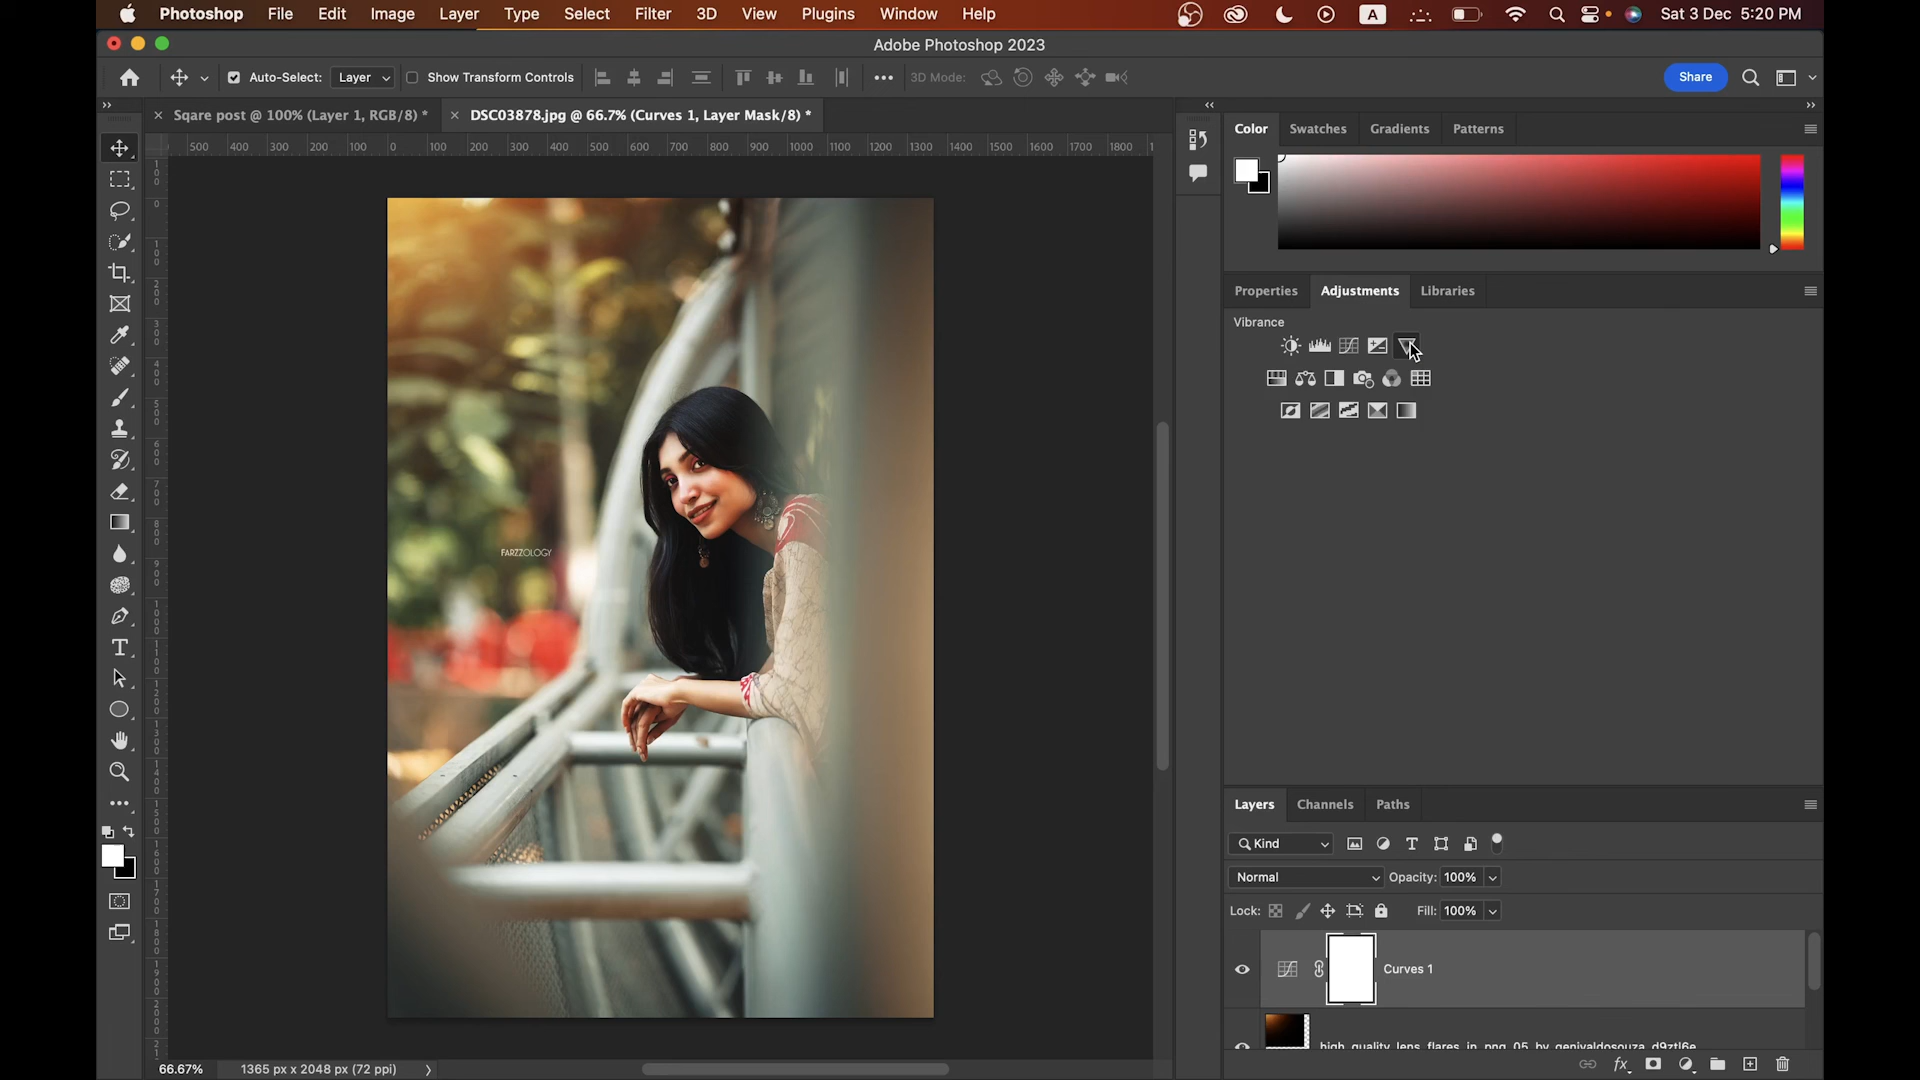 Photoshop File Edit Image Layer Type Select Filter 3D View Plugins Window Help A Sat 3 Dec 5:20 PM
Adobe Photoshop 2023
Auto-Select: Layer Show Transform Controls 3D Mode: Share
Sqare post @ 100% (Layer 1, RGB/8) * DSC03878.jpg @ 66.7% (Curves 1, Layer Mask/8) *
500 400 300 200 100 0 100 200 300 400 500 600 700 800 900 1000 1100 1200 1300 1400 1500 1600 1700 1800
Color Swatches Gradients Patterns
Properties Adjustments Libraries
Vibrance
FARZZOLOGY
Layers Channels Paths
Kind
Normal Opacity: 100%
Lock: Fill: 100%
Curves 1
high_quality_lens_flares_in_png_05_by_genivaldosouza_d9ztl6e
66.67% 1365 px x 2048 px (72 ppi)